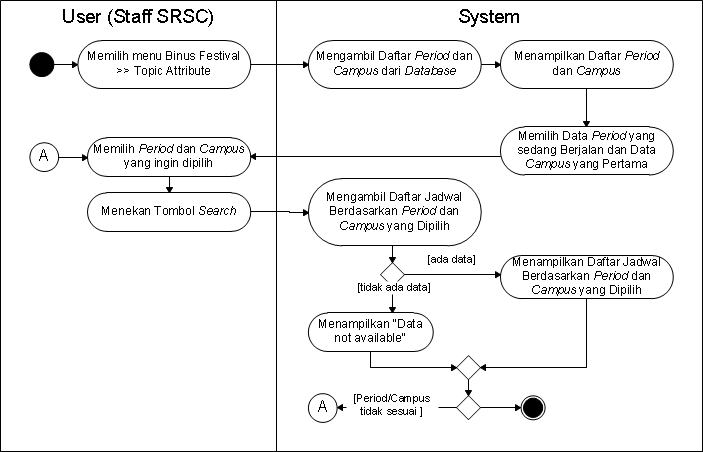 User (Staff SRSC)
System
Memilih menu Binus Festival
>> Topic Attribute
Mengambil Daftar Period dan
Campus dari Database
Menampilkan Daftar Period
dan Campus
Memilih Data Period yang
sedang Berjalan dan Data
Campus yang Pertama
A
Memilih Period dan Campus
yang ingin dipilih
Menekan Tombol Search
Mengambil Daftar Jadwal
Berdasarkan Period dan
Campus yang Dipilih
[ada data]
[tidak ada data]
Menampilkan Daftar Jadwal
Berdasarkan Period dan
Campus yang Dipilih
Menampilkan "Data
not available"
A
[Period/Campus
tidak sesuai ]